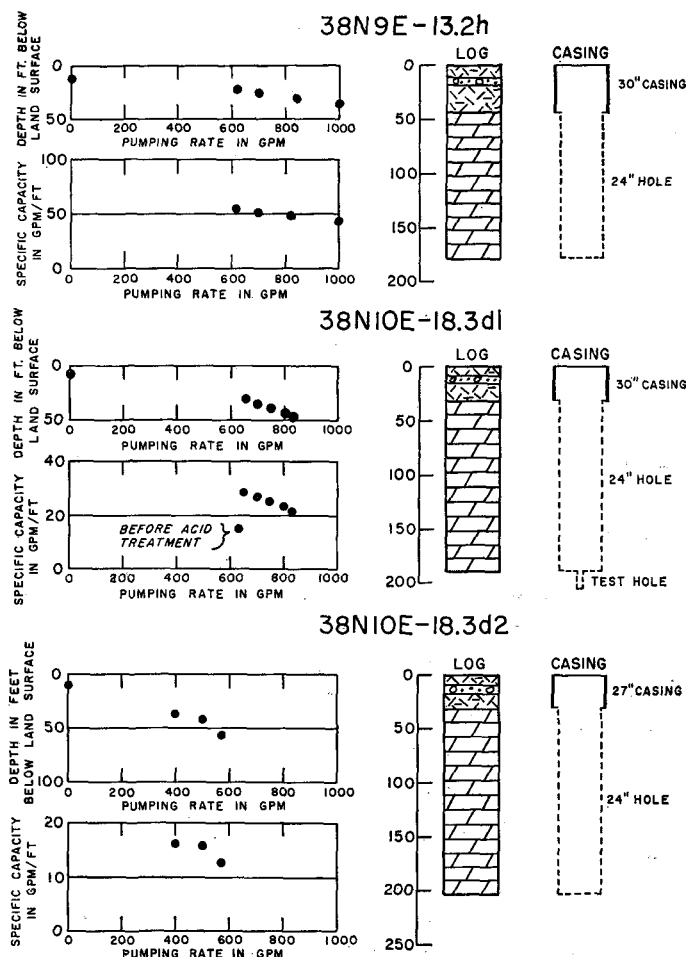 38N9E-13.2h
DEPTH IN FT. BELOW
LAND SURFACE
0
50
0 200 400 600 800 1000
PUMPING RATE IN GPM
SPECIFIC CAPACITY
IN GPM/FT
100
50
0
0 200 400 600 800 1000
PUMPING RATE IN GPM
LOG
0
50
100
150
200
CASING
30" CASING
24" HOLE
38N10E-18.3d1
DEPTH IN FT. BELOW
LAND SURFACE
0
50
0 200 400 600 800 1000
PUMPING RATE IN GPM
SPECIFIC CAPACITY
IN GPM/FT
40
20
0
BEFORE ACID
TREATMENT
0 200 400 600 800 1000
PUMPING RATE IN GPM
LOG
0
50
100
150
200
CASING
30" CASING
24" HOLE
TEST HOLE
38N10E-18.3d2
DEPTH IN FEET
BELOW LAND SURFACE
0
50
100
0 200 400 600 800 1000
PUMPING RATE IN GPM
SPECIFIC CAPACITY
IN GPM/FT
20
10
0
0 200 400 600 800 1000
PUMPING RATE IN GPM
LOG
0
50
100
150
200
250
CASING
27" CASING
24" HOLE